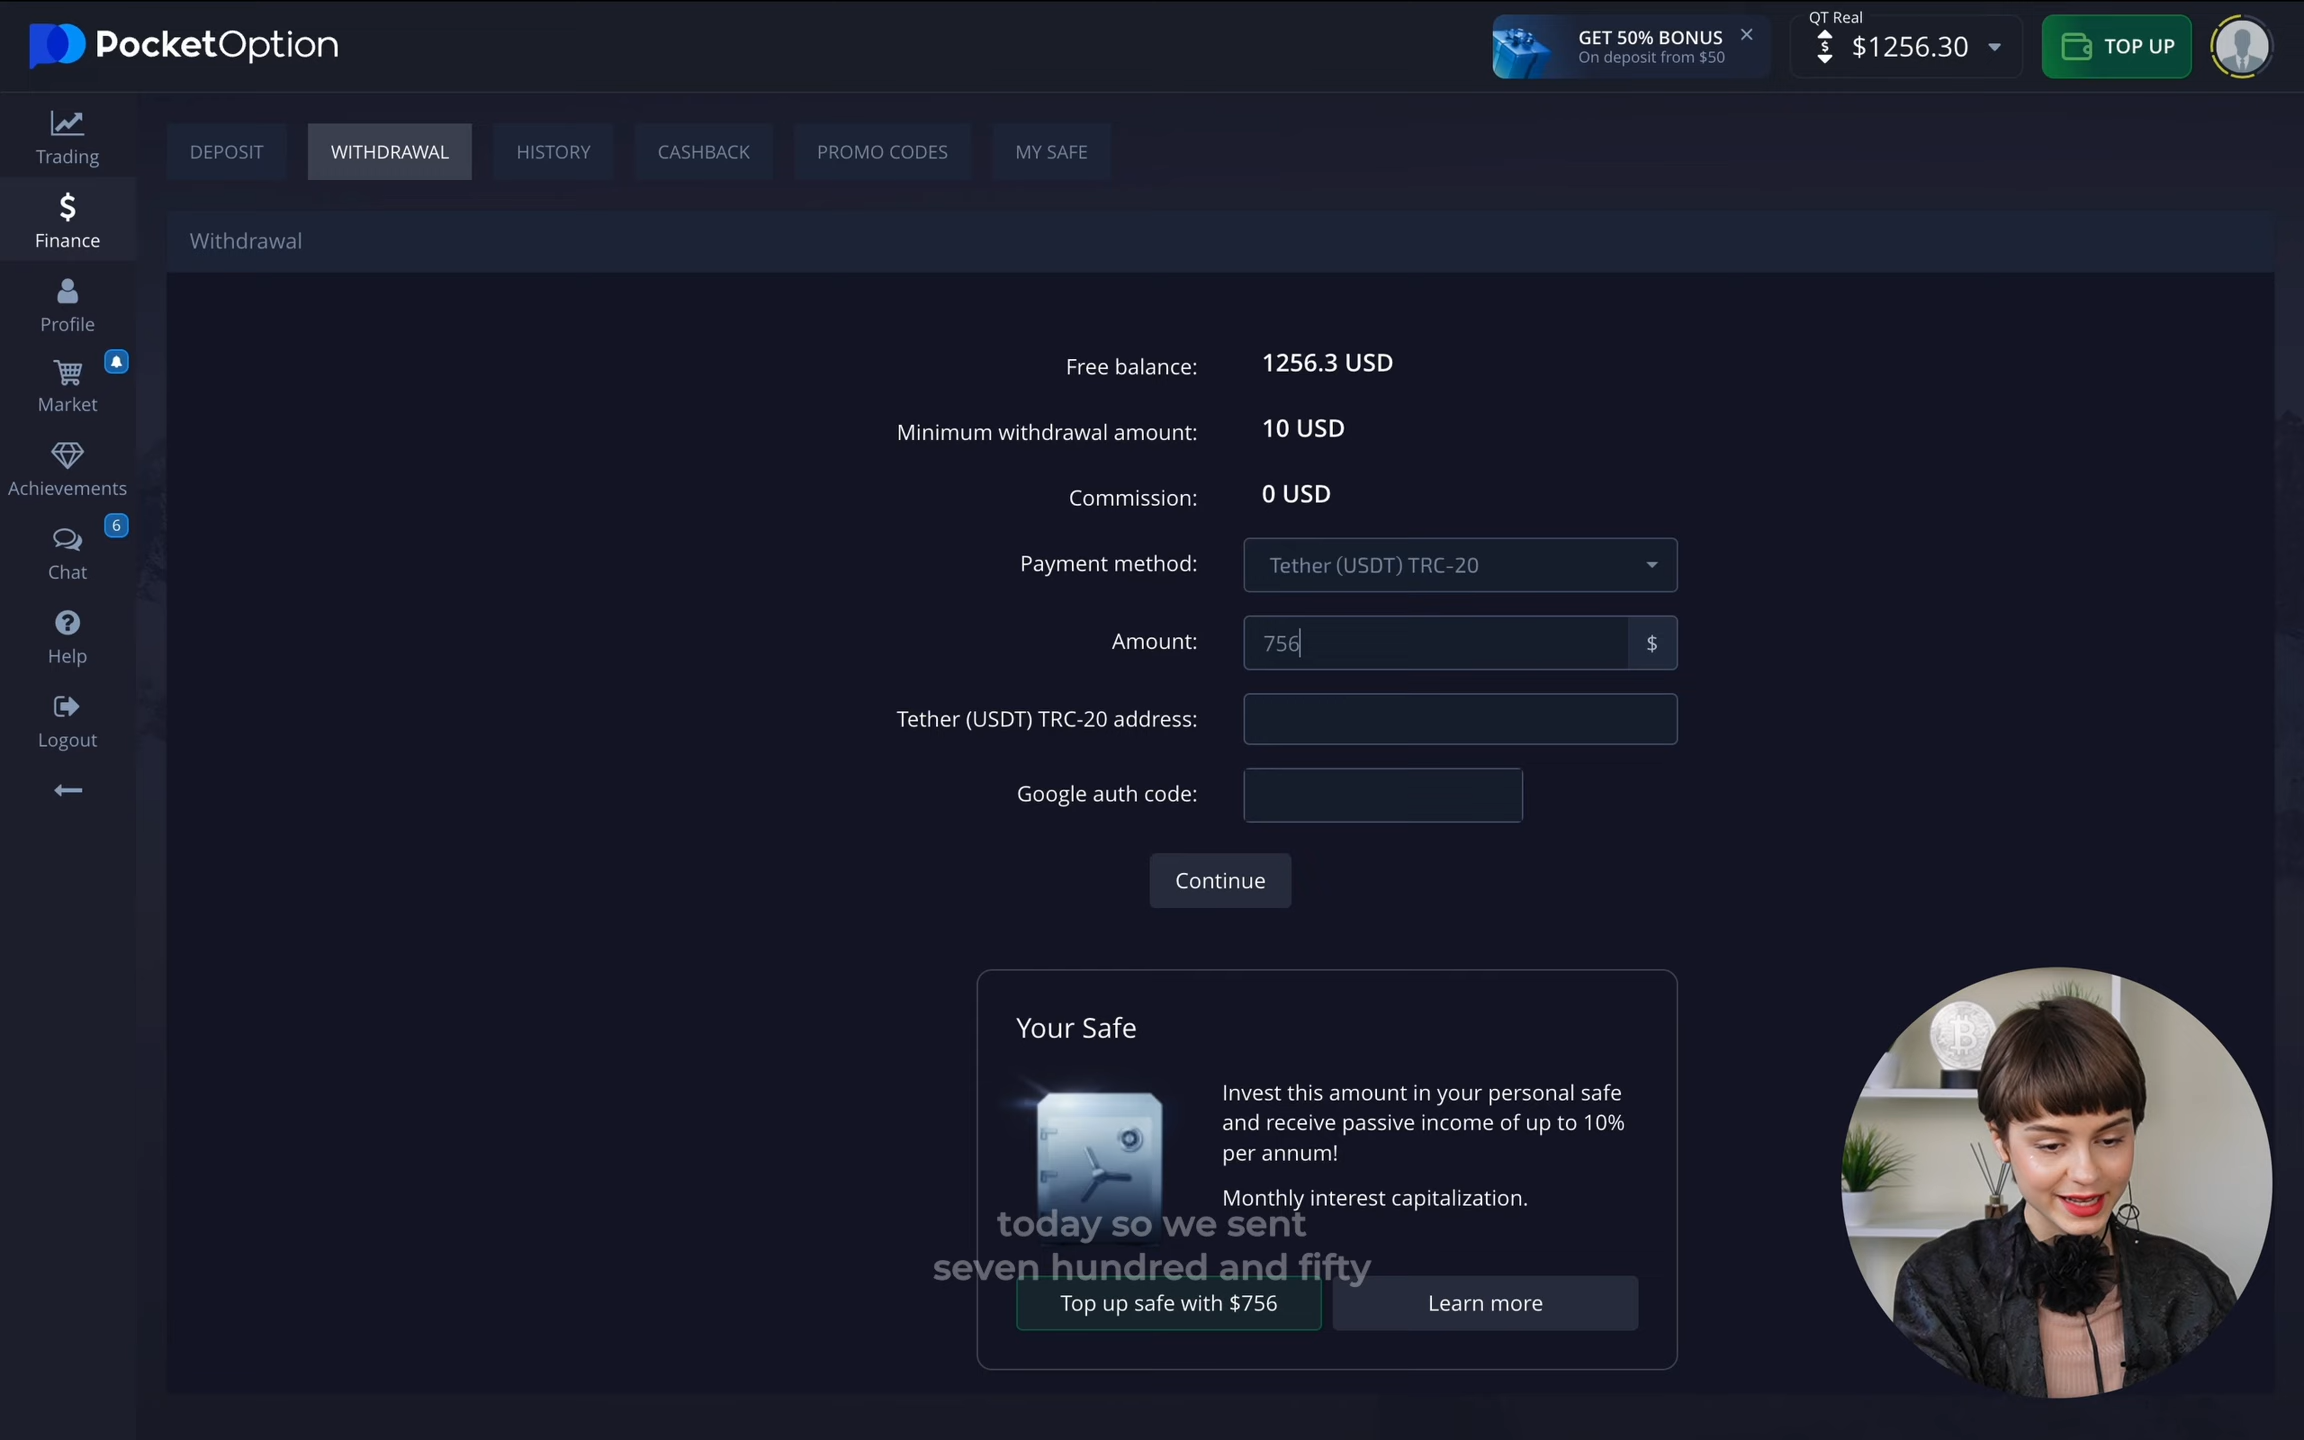 PocketOption
GET 50% BONUS
On deposit from $50
QT Real
$1256.30
TOP UP
Trading
Finance
Profile
Market
Achievements
6
Chat
Help
Logout
DEPOSIT
WITHDRAWAL
HISTORY
CASHBACK
PROMO CODES
MY SAFE
Withdrawal
Free balance: 1256.3 USD
Minimum withdrawal amount: 10 USD
Commission: 0 USD
Payment method: Tether (USDT) TRC-20
Amount: 756 $
Tether (USDT) TRC-20 address:
Google auth code:
Continue
Your Safe
Invest this amount in your personal safe
and receive passive income of up to 10%
per annum!
Monthly interest capitalization.
today so we sent
seven hundred and fifty
Top up safe with $756
Learn more